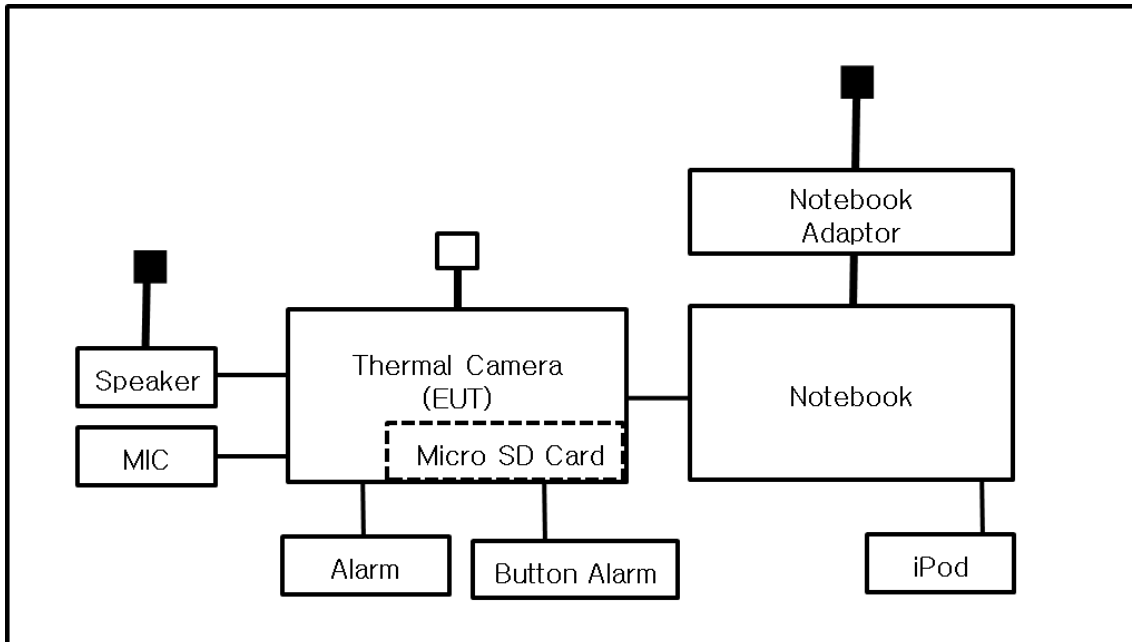 Notebook
Adaptor
Thermal Camera
(EUT)
Speaker
Notebook
MIC
Micro SD Card
Alarm
Button Alarm
iPod